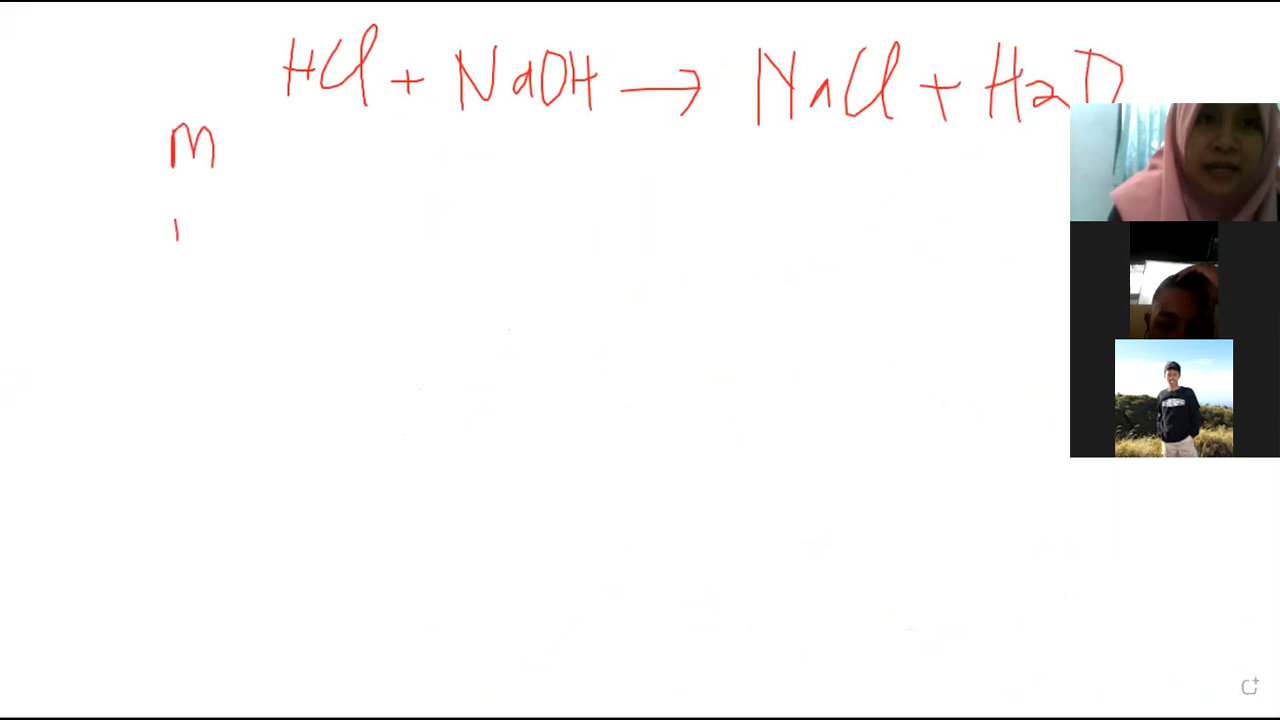 HCl + NaOH → NaCl + H2O
M